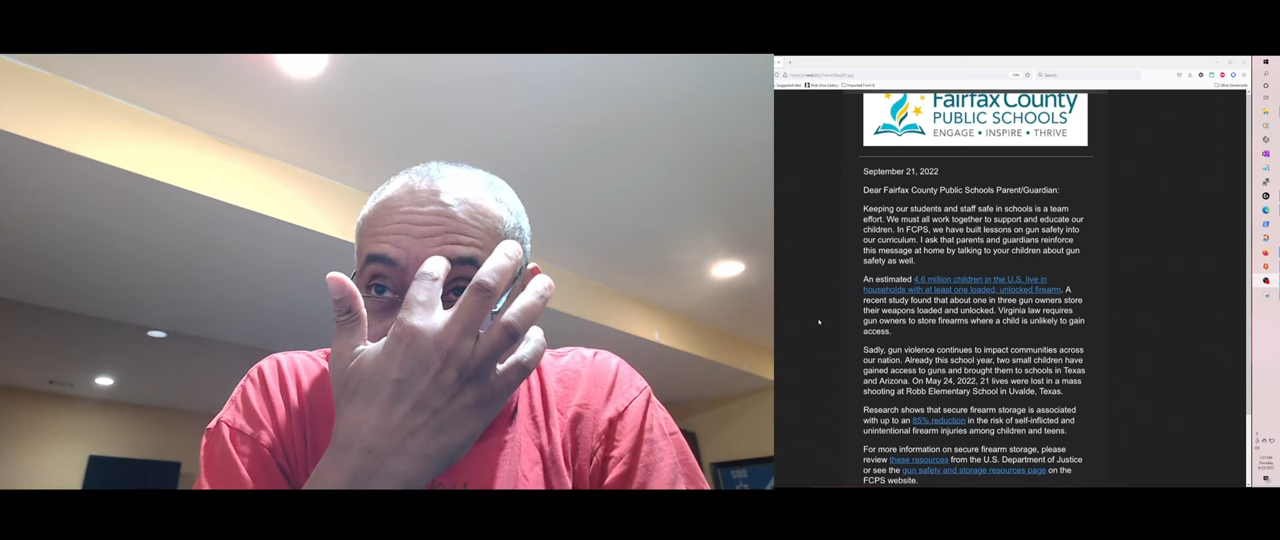 Search
Fairfax County
PUBLIC SCHOOLS
ENGAGE • INSPIRE • THRIVE
September 21, 2022
Dear Fairfax County Public Schools Parent/Guardian:
Keeping our students and staff safe in schools is a team
effort. We must all work together to support and educate our
children. In FCPS, we have built lessons on gun safety into
our curriculum. I ask that parents and guardians reinforce
this message at home by talking to your children about gun
safety as well.
An estimated 4.6 million children in the U.S. live in
households with at least one loaded, unlocked firearm. A
recent study found that about one in three gun owners store
their weapons loaded and unlocked. Virginia law requires
gun owners to store firearms where a child is unlikely to gain
access.
Sadly, gun violence continues to impact communities across
our nation. Already this school year, two small children have
gained access to guns and brought them to schools in Texas
and Arizona. On May 24, 2022, 21 lives were lost in a mass
shooting at Robb Elementary School in Uvalde, Texas.
Research shows that secure firearm storage is associated
with up to an 85% reduction in the risk of self-inflicted and
unintentional firearm injuries among children and teens.
For more information on secure firearm storage, please
review these resources from the U.S. Department of Justice
or see the gun safety and storage resources page on the
FCPS website.